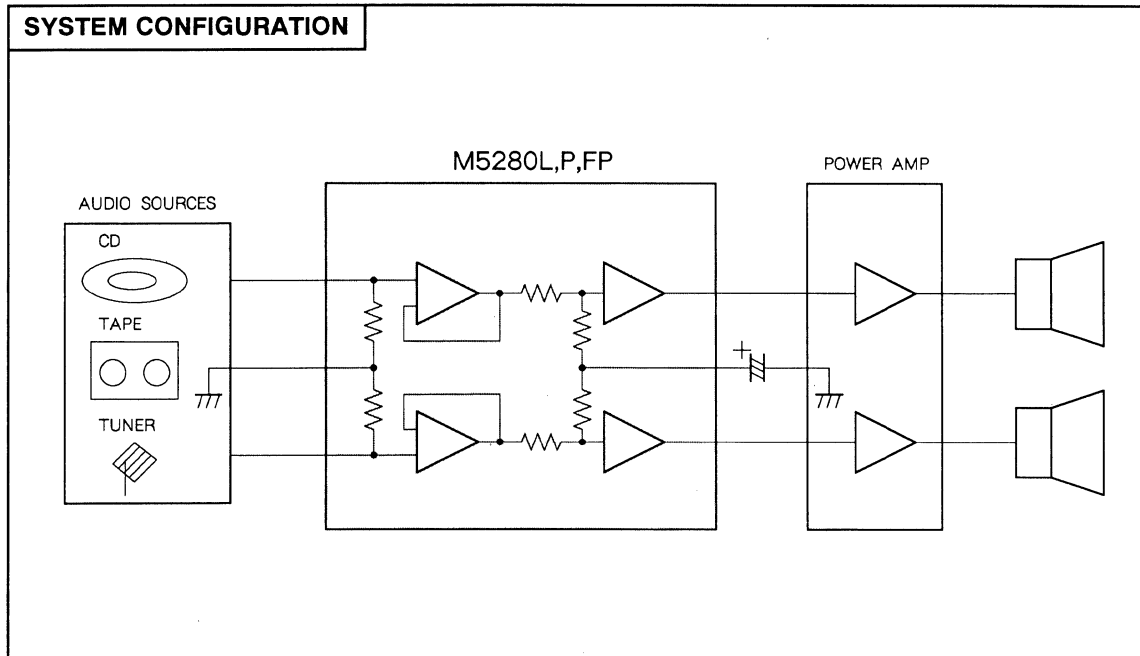 SYSTEM CONFIGURATION
M5280L,P,FP
POWER AMP
AUDIO SOURCES
CD
TAPE
TUNER
+